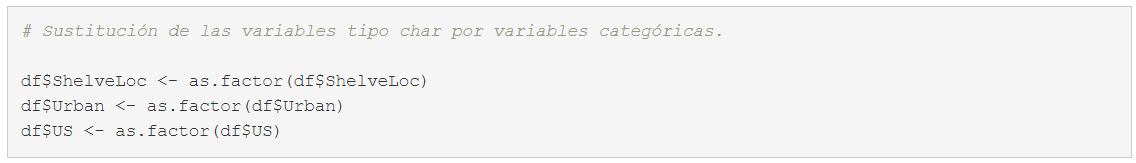 # Sustitución de las variables tipo char por variables categóricas.
df$ShelveLoc <- as.factor(df$ShelveLoc)
df$Urban <- as.factor(df$Urban)
df$US <- as.factor(df$US)